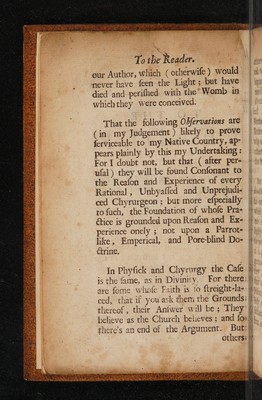 To the Reader.
our Author, which ( otherwise ) would
never have ſeen the Light ; but have
died and periſhed with the Womb in
which they were conceived.
That the following Obſervations are
( in my Judgement ) likely to prove
ſerviceable to my Native Country, ap-
pears plainly by this my Undertaking :
For I doubt not, but that ( after per-
uſal ) they will be found Conſonant to
the Reaſon and Experience of every
Rational, Unbyaſſed and Unprejudi-
ced Chyrurgeon ; but more eſpecially
to ſuch, the Foundation of whoſe Pra-
ctice is grounded upon Reaſon and Ex-
perience onely ; not upon a Parrot-
like, Emperical, and Pore-blind Do-
ctrine.
In Phyſick and Chyrurgy the Caſe
is the ſame, as in Divinity. For there
are ſome whoſe Faith is ſo ſtreight-la-
ced, that if you ask them the Grounds
thereof, their Anſwer will be ; They
believe as the Church believes ; and ſo
there's an end of the Argument. But
others